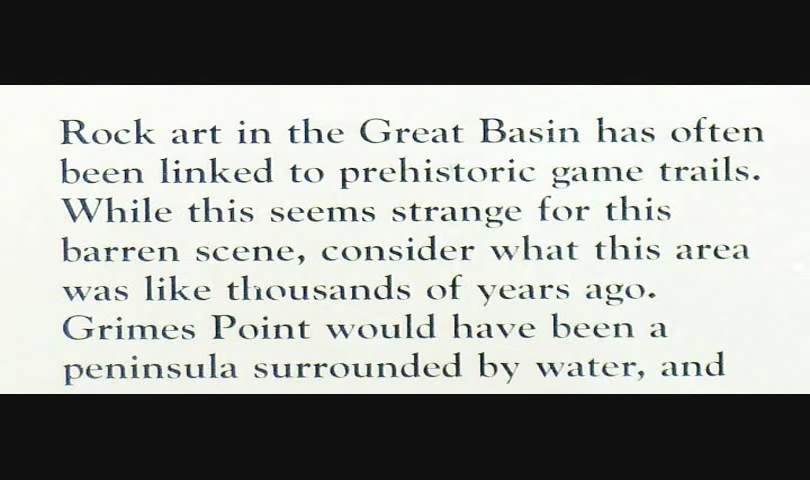 Rock art in the Great Basin has often
been linked to prehistoric game trails.
While this seems strange for this
barren scene, consider what this area
was like thousands of years ago.
Grimes Point would have been a
peninsula surrounded by water, and